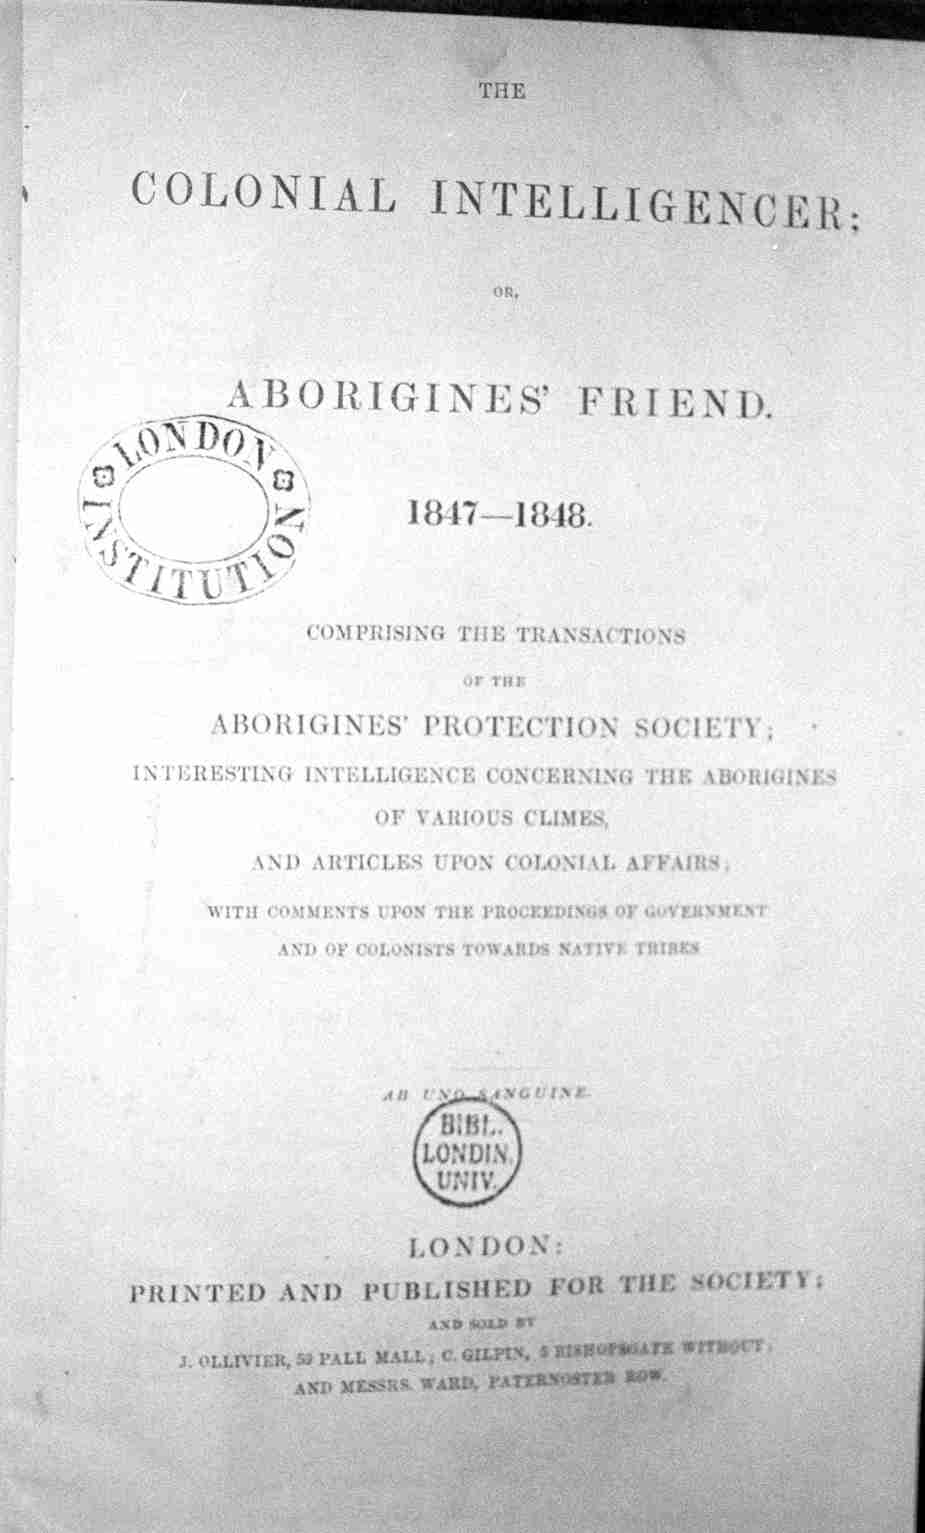 THE
COLONIAL INTELLIGENCER;
OR,
ABORIGINES' FRIEND.
LONDON INSTITUTION
1847—1848.
COMPRISING THE TRANSACTIONS
OF THE
ABORIGINES' PROTECTION SOCIETY;
INTERESTING INTELLIGENCE CONCERNING THE ABORIGINES
OF VARIOUS CLIMES,
AND ARTICLES UPON COLONIAL AFFAIRS;
WITH COMMENTS UPON THE PROCEEDINGS OF GOVERNMENT
AND OF COLONISTS TOWARDS NATIVE TRIBES
AB UNO SANGUINE.
BIBL.
LONDIN.
UNIV.
LONDON:
PRINTED AND PUBLISHED FOR THE SOCIETY;
AND SOLD BY
J. OLLIVIER, 59 PALL MALL; C. GILPIN, 5 BISHOPSGATE WITHOUT;
AND MESSRS. WARD, PATERNOSTER ROW.